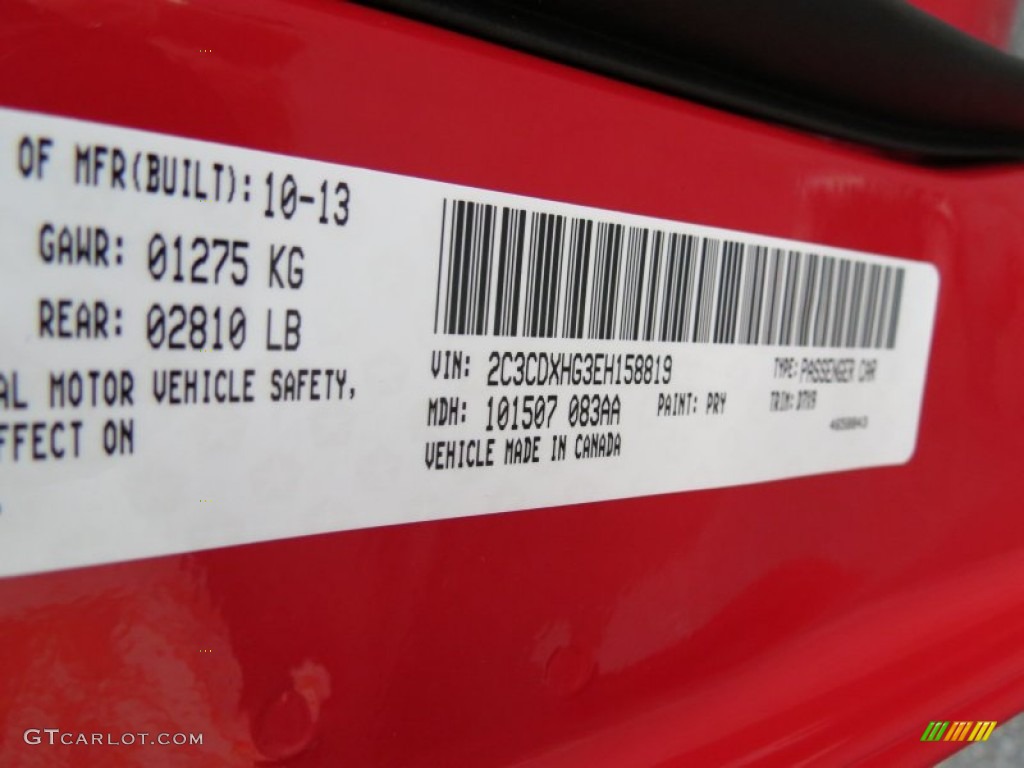 OF MFR(BUILT): 10-13
GAWR: 01275 KG
REAR: 02810 LB
AL MOTOR VEHICLE SAFETY,
FFECT ON
VIN: 2C3CDXHG3EH158819
TYPE: PASSENGER CAR
MDH: 101507 083AA
PAINT: PRY
TRIM:
VEHICLE MADE IN CANADA
GTCARLOT.COM